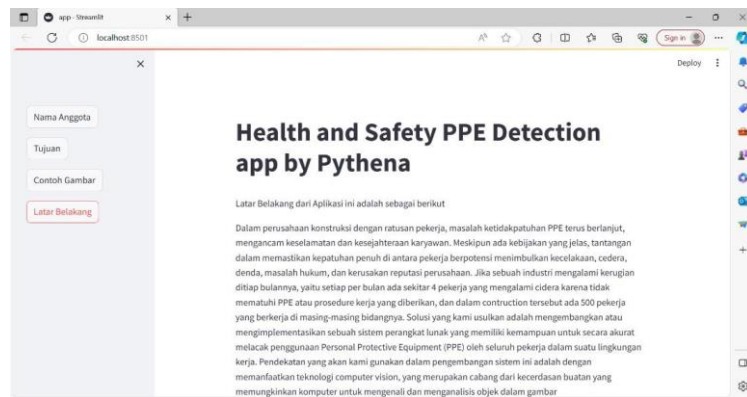 app · Streamlit
localhost:8501
Sign in
Deploy
Nama Anggota
Tujuan
Contoh Gambar
Latar Belakang
Health and Safety PPE Detection
app by Pythena
Latar Belakang dari Aplikasi ini adalah sebagai berikut
Dalam perusahaan konstruksi dengan ratusan pekerja, masalah ketidakpatuhan PPE terus berlanjut,
mengancam keselamatan dan kesejahteraan karyawan. Meskipun ada kebijakan yang jelas, tantangan
dalam memastikan kepatuhan penuh di antara pekerja berpotensi menimbulkan kecelakaan, cedera,
denda, masalah hukum, dan kerusakan reputasi perusahaan. Jika sebuah industri mengalami kerugian
ditiap bulannya, yaitu setiap per bulan ada sekitar 4 pekerja yang mengalami cidera karena tidak
mematuhi PPE atau prosedure kerja yang diberikan, dan dalam contruction tersebut ada 500 pekerja
yang berkerja di masing-masing bidangnya. Solusi yang kami usulkan adalah mengembangkan atau
mengimplementasikan sebuah sistem perangkat lunak yang memiliki kemampuan untuk secara akurat
melacak penggunaan Personal Protective Equipment (PPE) oleh seluruh pekerja dalam suatu lingkungan
kerja. Pendekatan yang akan kami gunakan dalam pengembangan sistem ini adalah dengan
memanfaatkan teknologi computer vision, yang merupakan cabang dari kecerdasan buatan yang
memungkinkan komputer untuk mengenali dan menganalisis objek dalam gambar